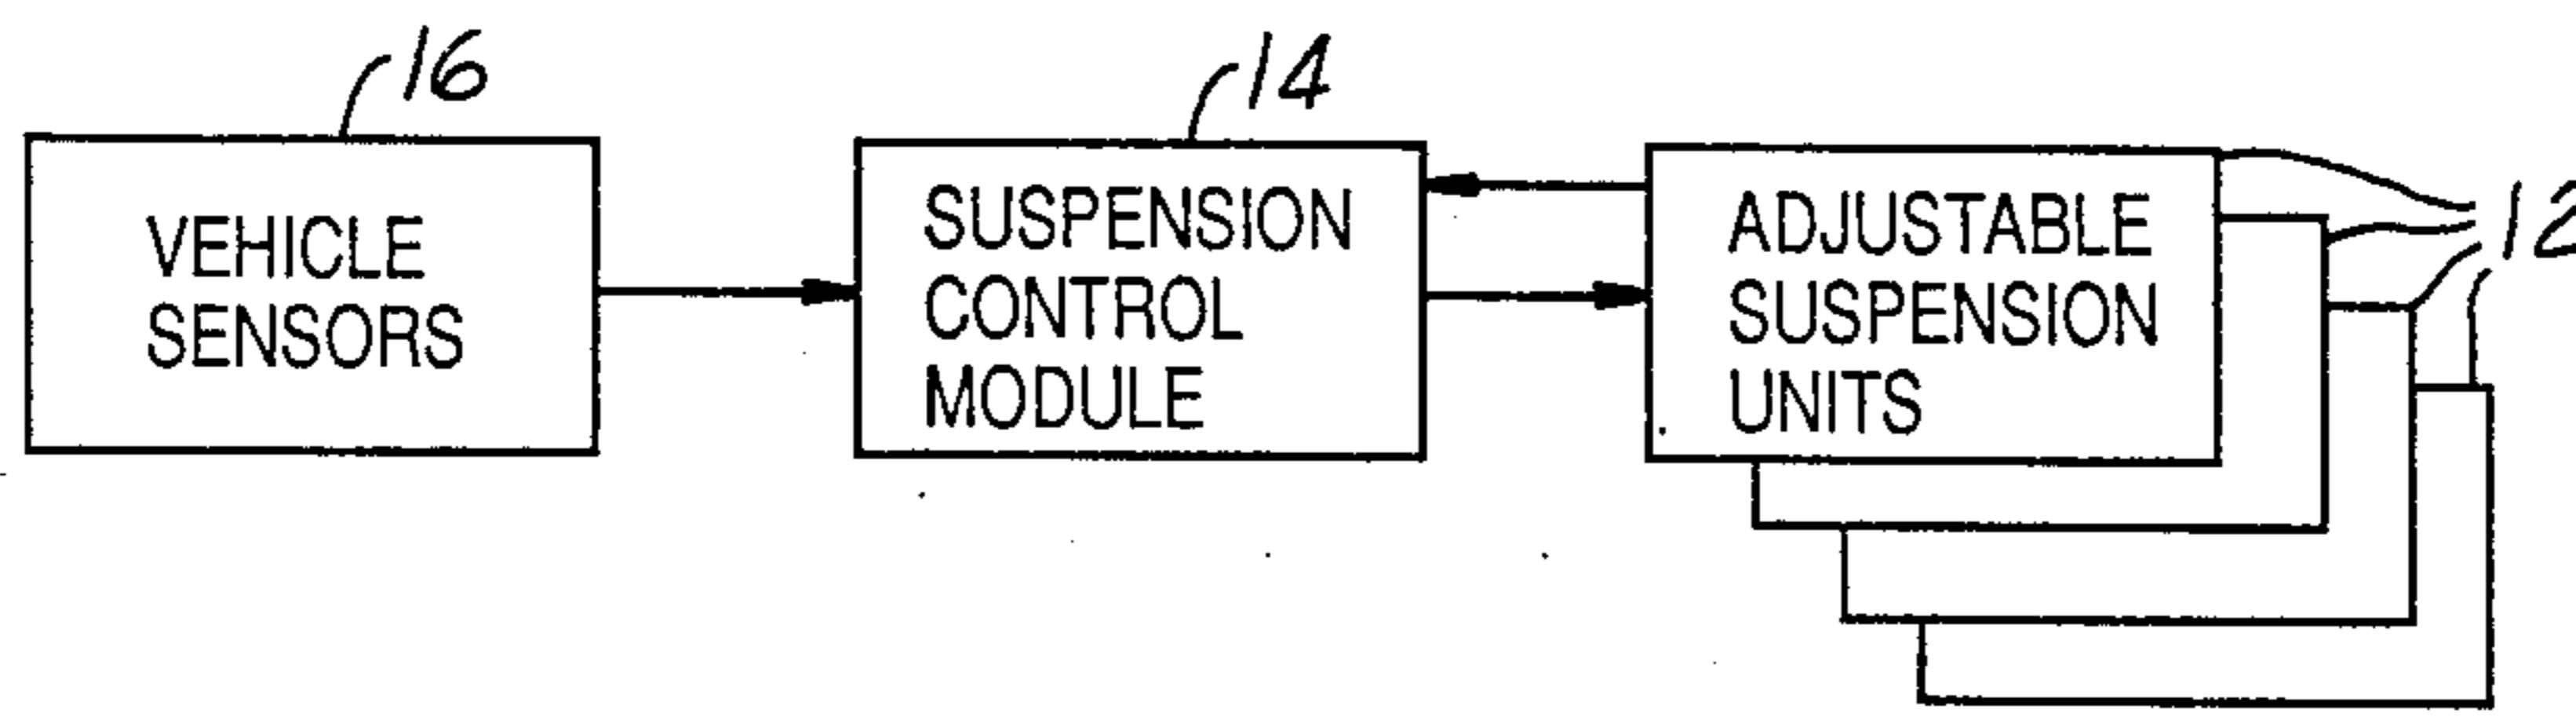 16
14
12
VEHICLE
SENSORS
SUSPENSION
CONTROL
MODULE
ADJUSTABLE
SUSPENSION
UNITS